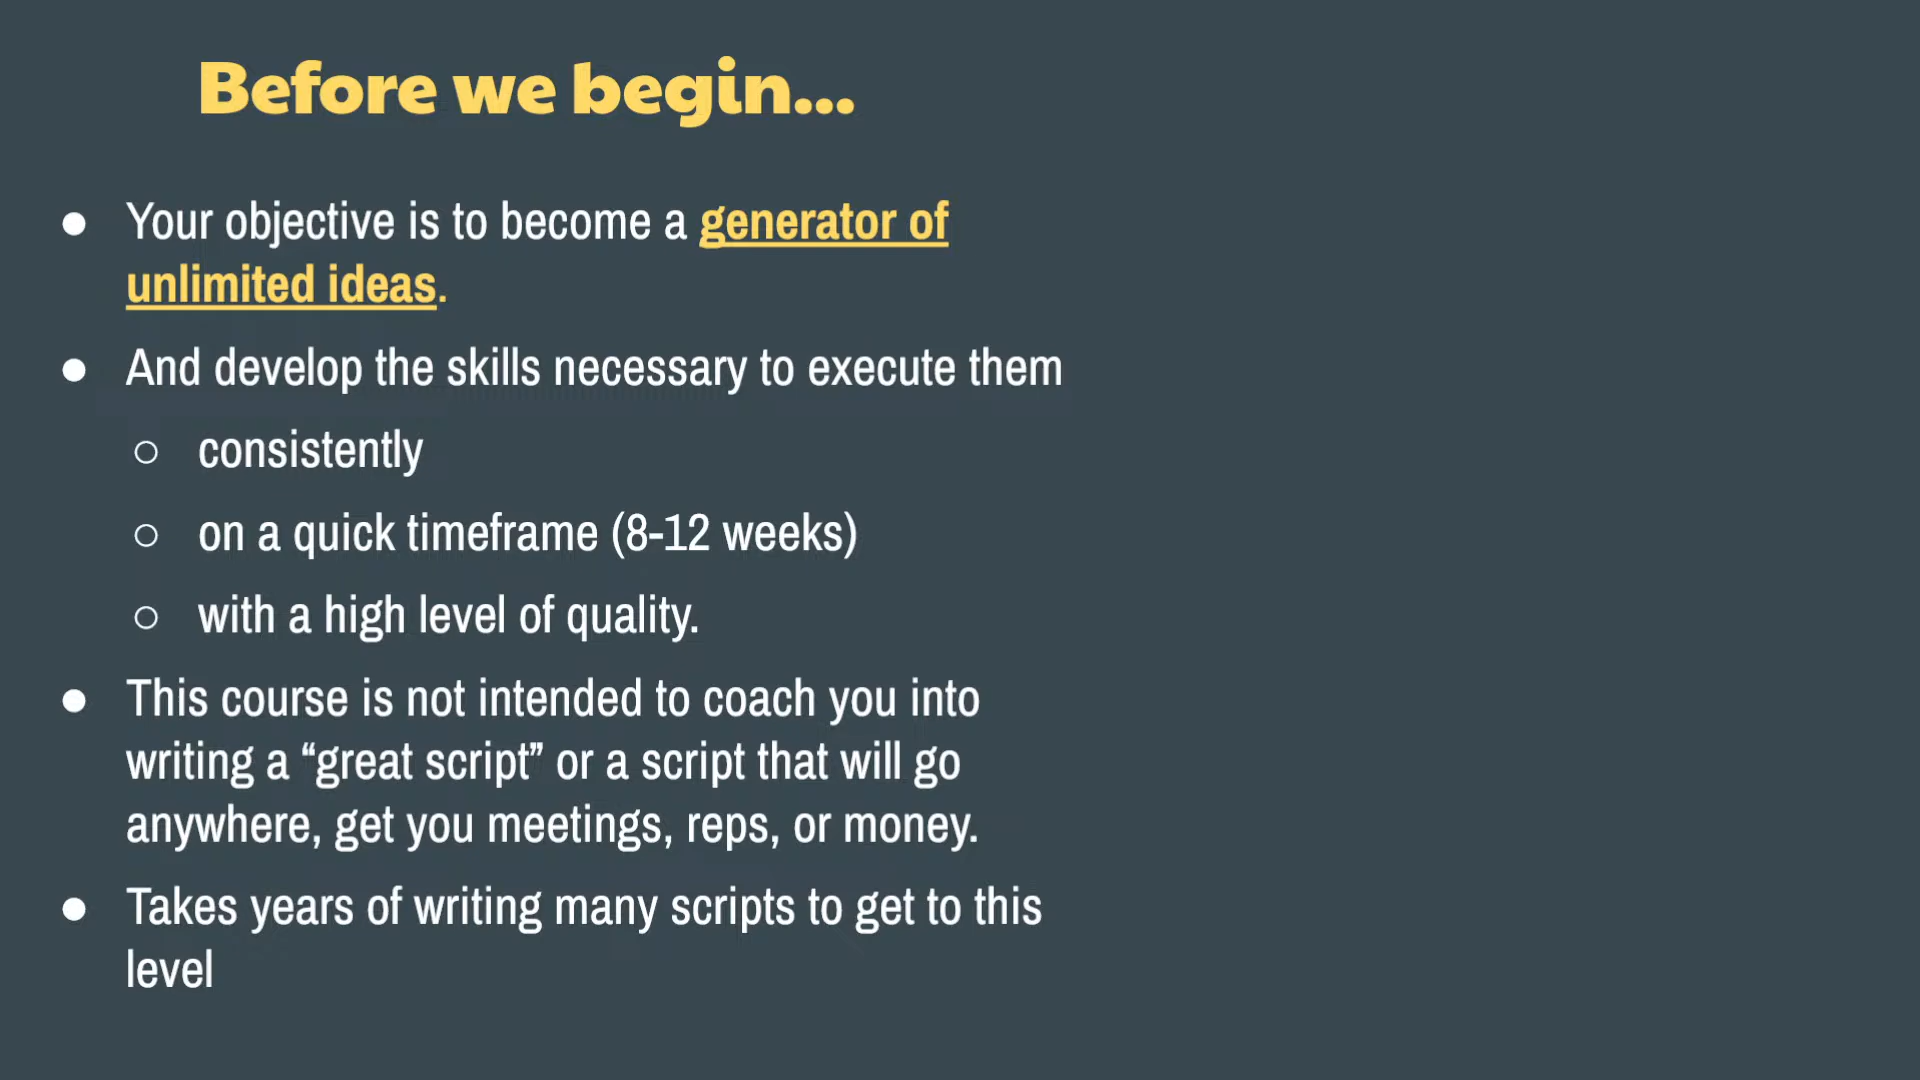 Before we begin...
● Your objective is to become a generator of
unlimited ideas.
● And develop the skills necessary to execute them
○ consistently
○ on a quick timeframe (8-12 weeks)
○ with a high level of quality.
● This course is not intended to coach you into
writing a “great script” or a script that will go
anywhere, get you meetings, reps, or money.
● Takes years of writing many scripts to get to this
level